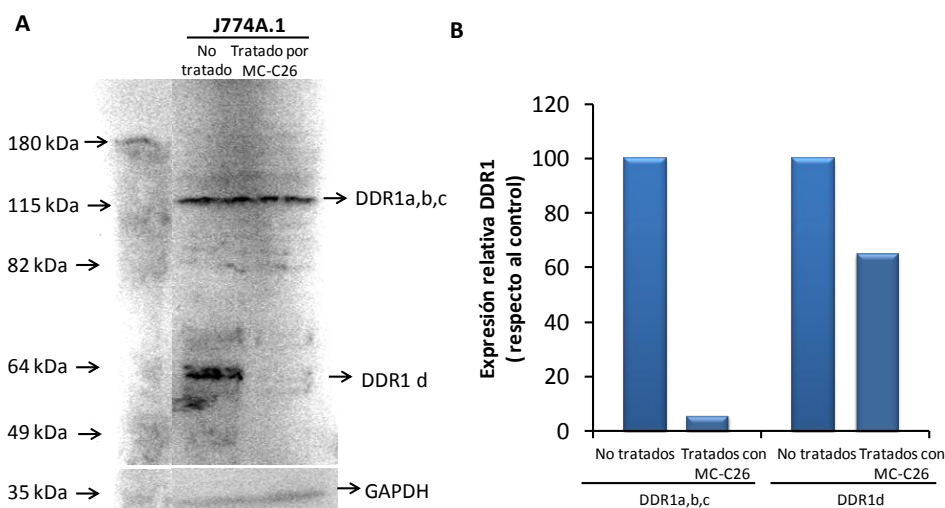 A
J774A.1
No tratado
Tratado por MC-C26
180 kDa
115 kDa
82 kDa
64 kDa
49 kDa
35 kDa
DDR1a,b,c
DDR1 d
GAPDH
B
Expresión relativa DDR1
( respecto al control)
120
100
80
60
40
20
0
No tratados
Tratados con MC-C26
No tratados
Tratados con MC-C26
DDR1a,b,c
DDR1d